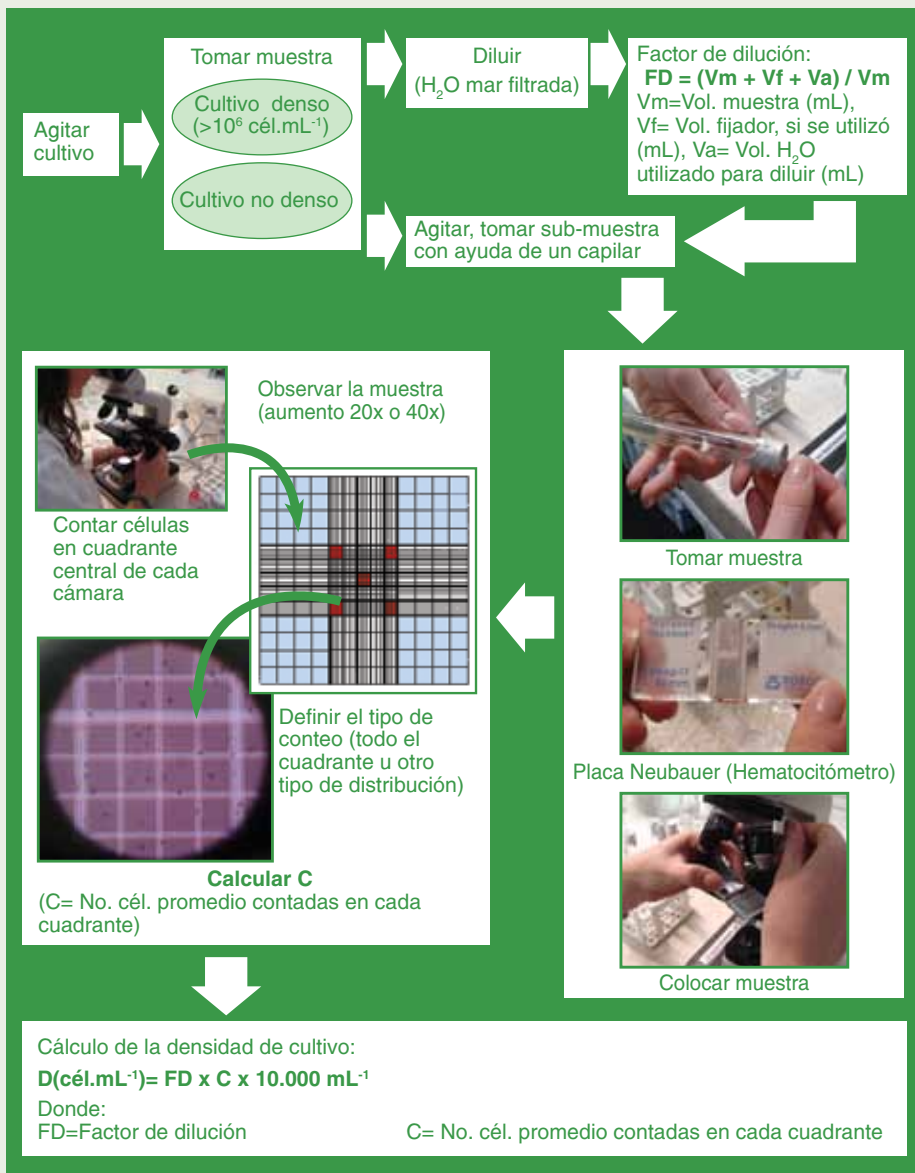 Agitar
cultivo
Tomar muestra
Cultivo denso
(>10⁶ cél.mL⁻¹)
Cultivo no denso
Diluir
(H₂O mar filtrada)
Factor de dilución:
FD = (Vm + Vf + Va) / Vm
Vm=Vol. muestra (mL),
Vf= Vol. fijador, si se utilizó
(mL), Va= Vol. H₂O
utilizado para diluir (mL)
Agitar, tomar sub-muestra
con ayuda de un capilar
Tomar muestra
Placa Neubauer (Hematocitómetro)
Colocar muestra
Observar la muestra
(aumento 20x o 40x)
Contar células
en cuadrante
central de cada
cámara
Definir el tipo de
conteo (todo el
cuadrante u otro
tipo de distribución)
Calcular C
(C= No. cél. promedio contadas en cada
cuadrante)
Cálculo de la densidad de cultivo:
D(cél.mL⁻¹)= FD x C x 10.000 mL⁻¹
Donde:
FD=Factor de dilución
C= No. cél. promedio contadas en cada cuadrante